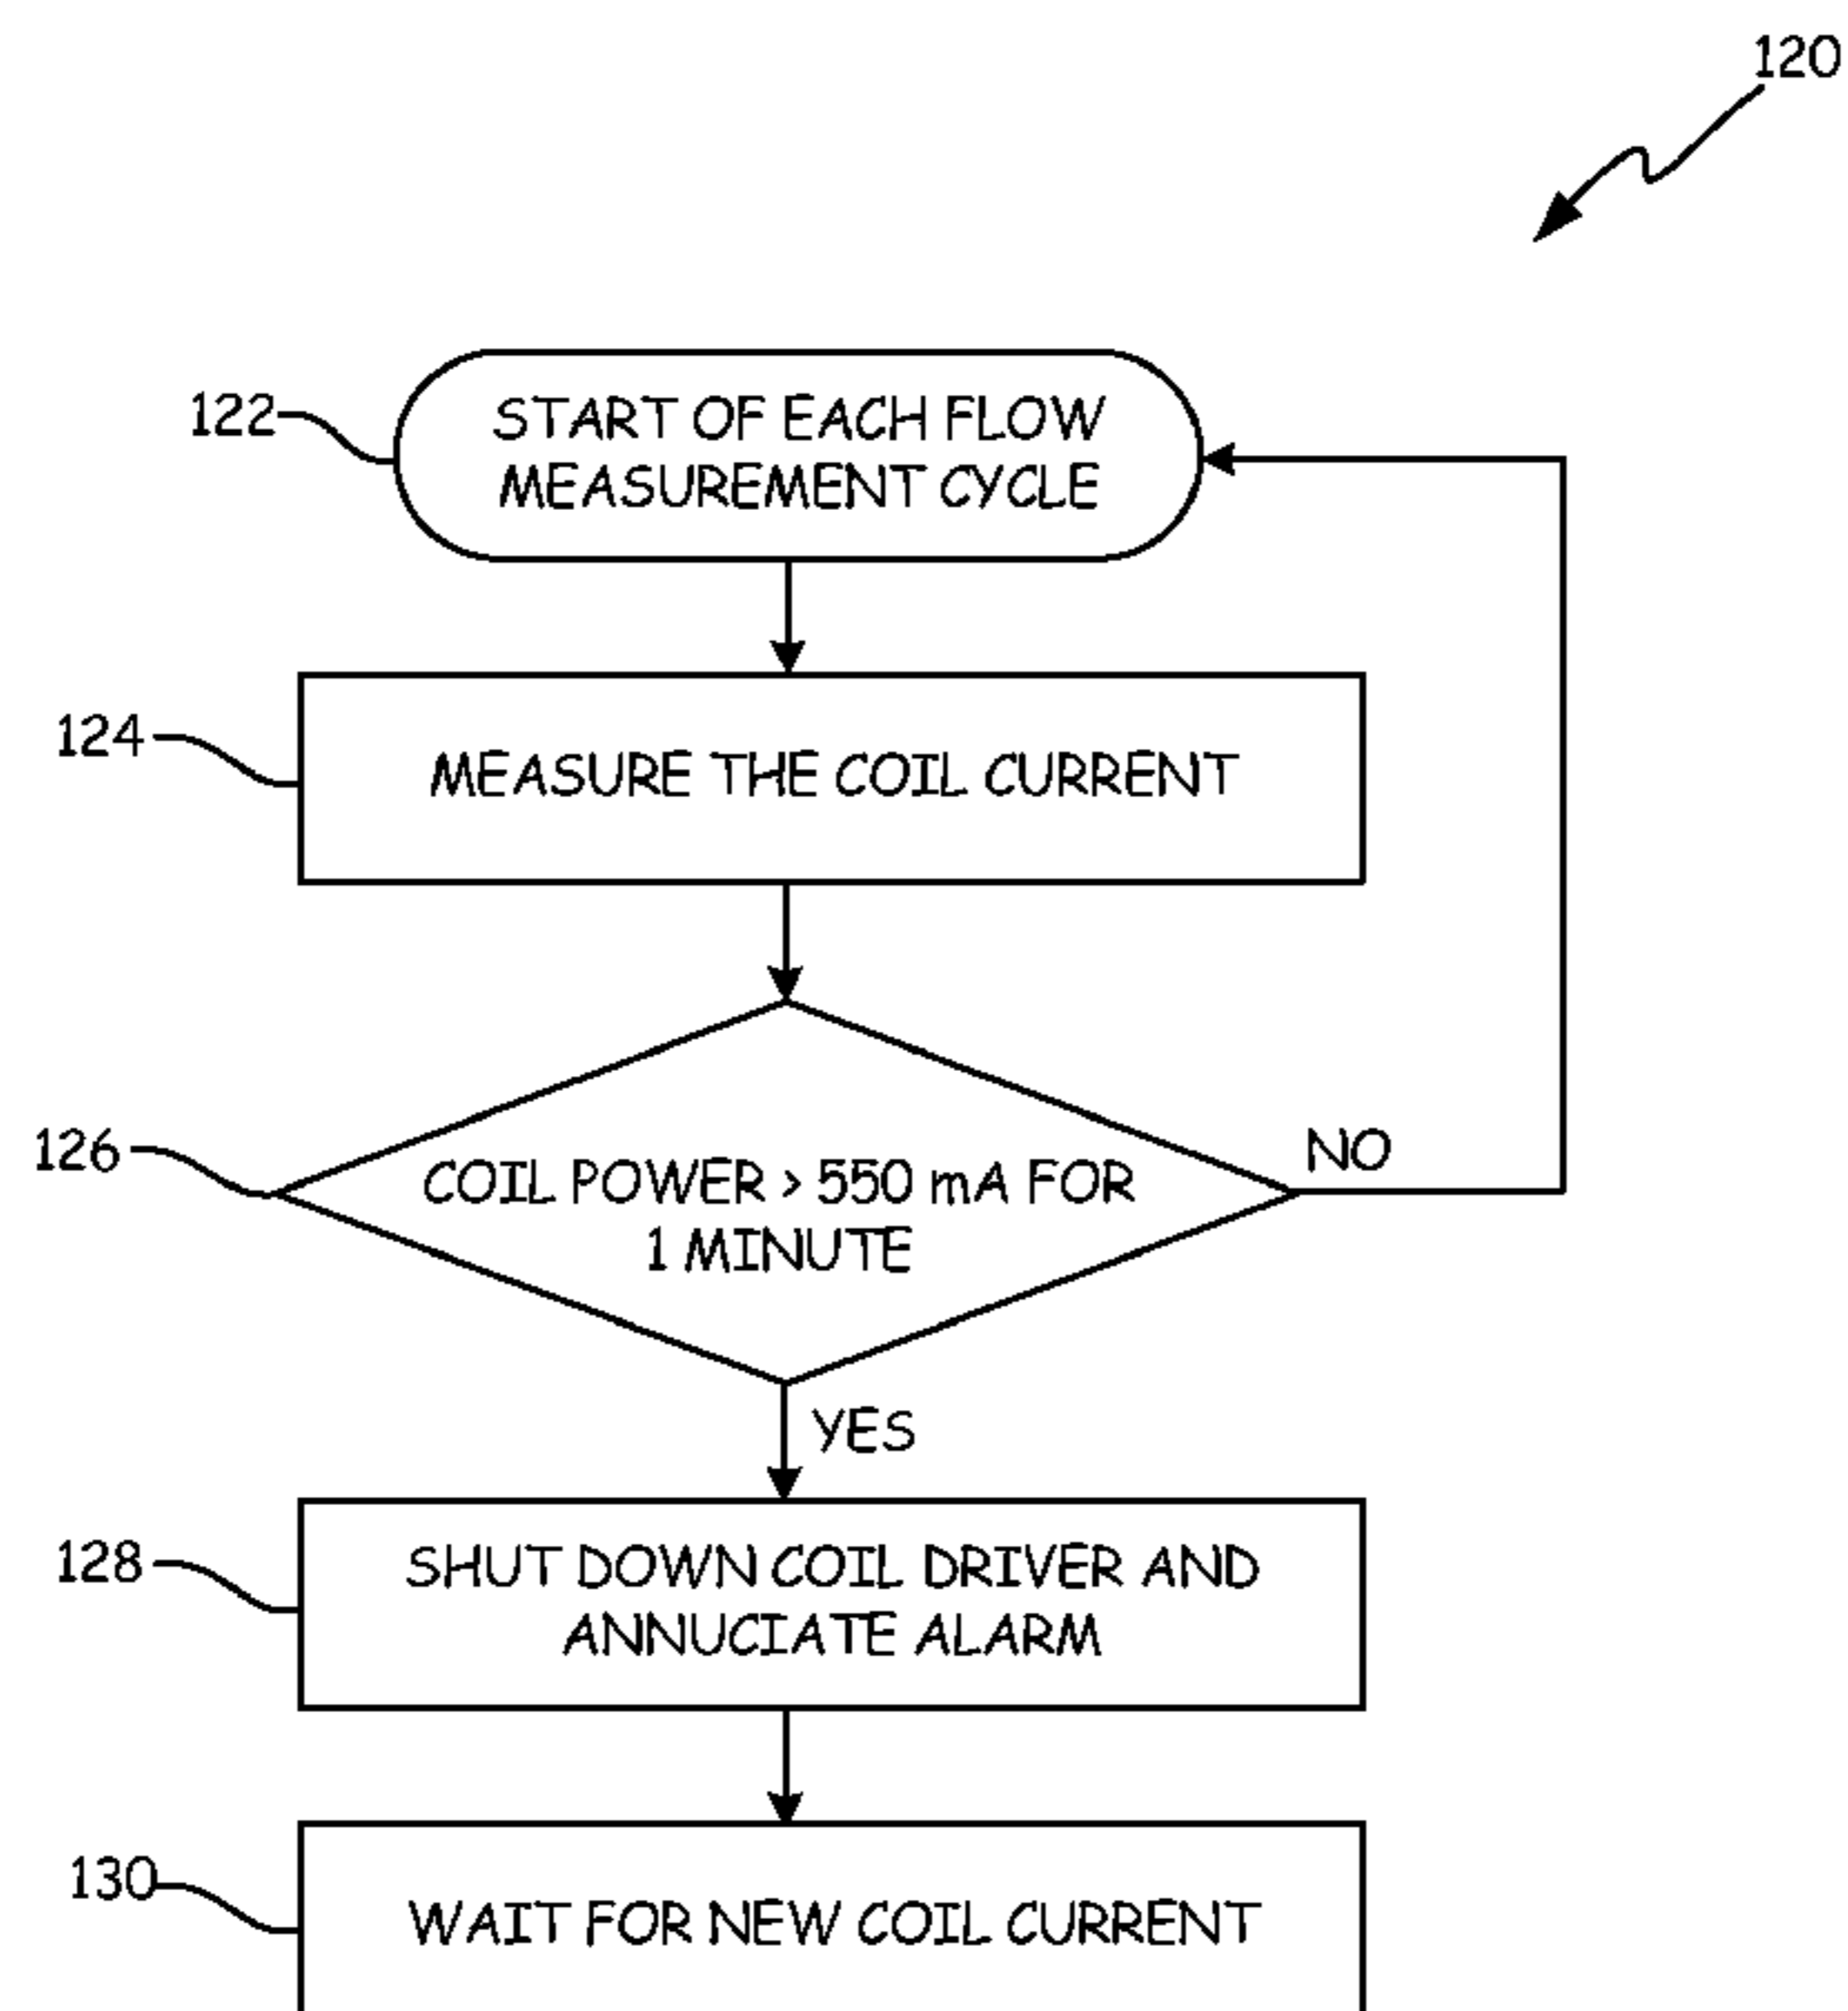 120
122
START OF EACH FLOW
MEASUREMENT CYCLE
124
MEASURE THE COIL CURRENT
126
COIL POWER > 550 mA FOR
1 MINUTE
NO
YES
128
SHUT DOWN COIL DRIVER AND
ANNUCIATE ALARM
130
WAIT FOR NEW COIL CURRENT